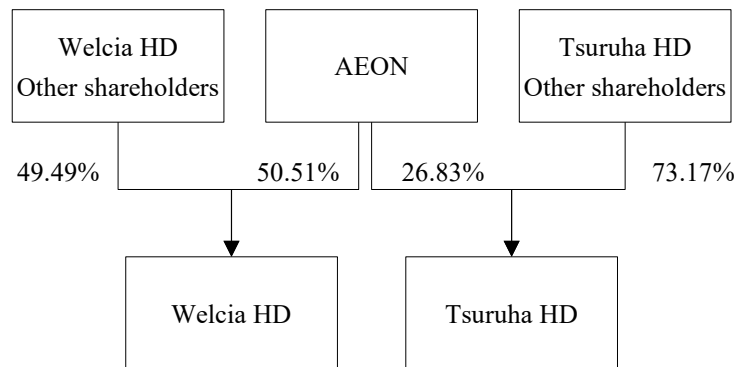 Welcia HD
Other shareholders
AEON
Tsuruha HD
Other shareholders
49.49%
50.51%
26.83%
73.17%
Welcia HD
Tsuruha HD